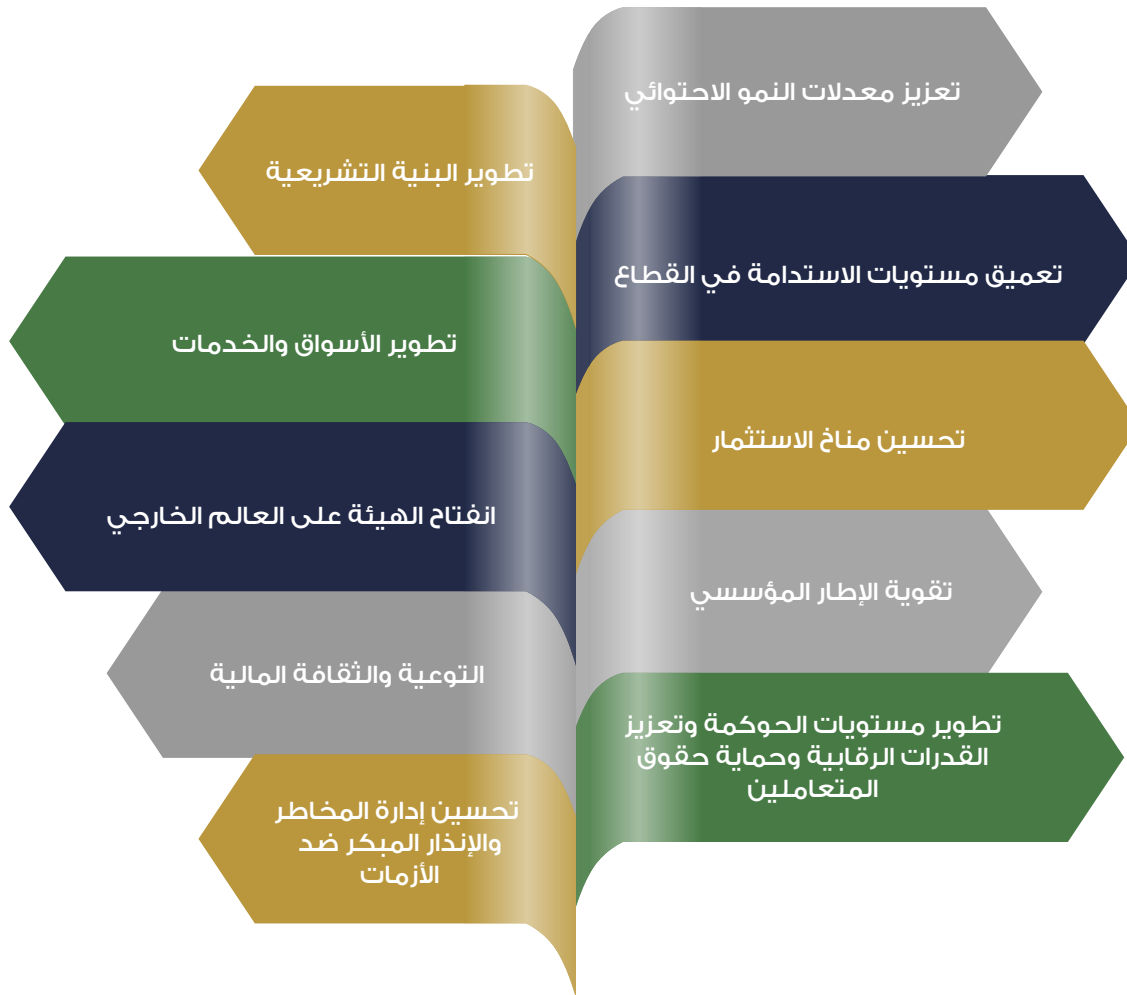 تعزيز معدلات النمو الاحتوائي
تطوير البنية التشريعية
تعميق مستويات الاستدامة في القطاع
تطوير الأسواق والخدمات
تحسين مناخ الاستثمار
انفتاح الهيئة على العالم الخارجي
تقوية الإطار المؤسسي
التوعية والثقافة المالية
تطوير مستويات الحوكمة وتعزيز
القدرات الرقابية وحماية حقوق
المتعاملين
تحسين إدارة المخاطر
والإنذار المبكر ضد
الأزمات